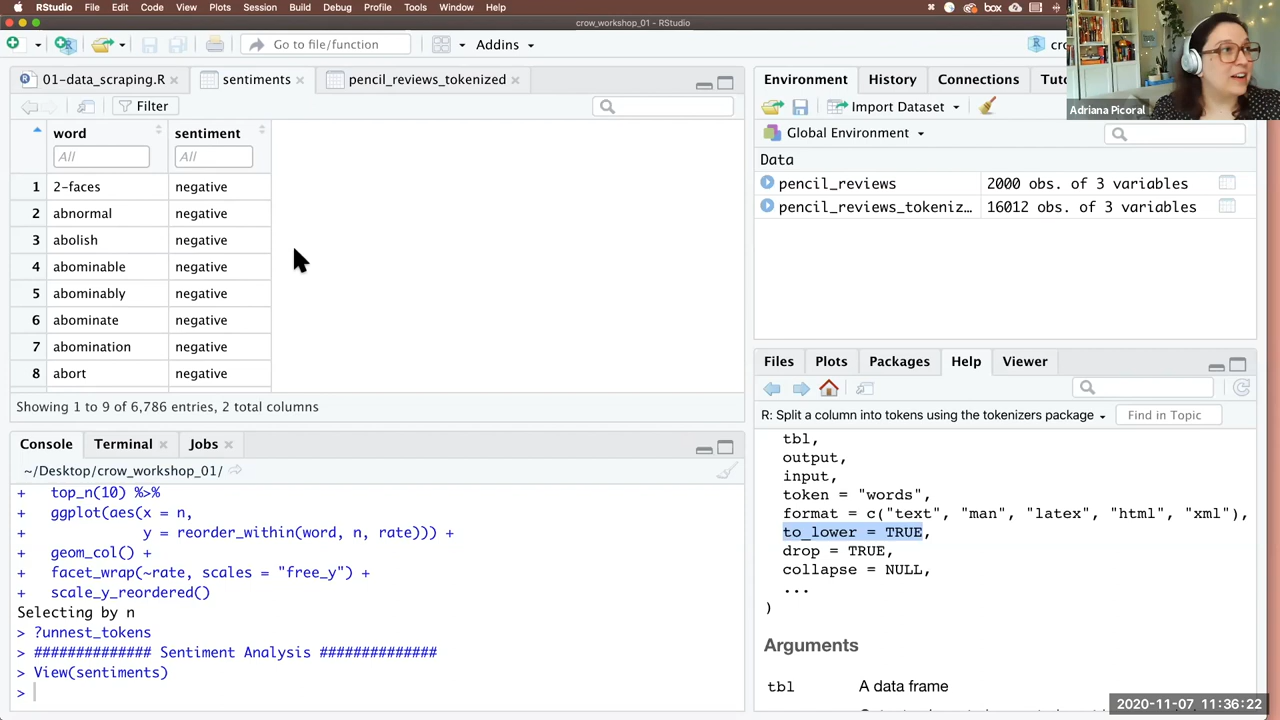 RStudio File Edit Code View Plots Session Build Debug Profile Tools Window Help box
crow_workshop_01 - RStudio
Go to file/function Addins
01-data_scraping.R sentiments pencil_reviews_tokenized
Filter
word sentiment
All All
1 2-faces negative
2 abnormal negative
3 abolish negative
4 abominable negative
5 abominably negative
6 abominate negative
7 abomination negative
8 abort negative
Showing 1 to 9 of 6,786 entries, 2 total columns
Console Terminal Jobs
~/Desktop/crow_workshop_01/
+ top_n(10) %>%
+ ggplot(aes(x = n,
+ y = reorder_within(word, n, rate))) +
+ geom_col() +
+ facet_wrap(~rate, scales = "free_y") +
+ scale_y_reordered()
Selecting by n
> ?unnest_tokens
> ############## Sentiment Analysis ##############
> View(sentiments)
>
Adriana Picoral
Environment History Connections Tu
Import Dataset
Global Environment
Data
pencil_reviews 2000 obs. of 3 variables
pencil_reviews_tokeniz… 16012 obs. of 3 variables
Files Plots Packages Help Viewer
R: Split a column into tokens using the tokenizers package Find in Topic
tbl,
output,
input,
token = "words",
format = c("text", "man", "latex", "html", "xml"),
to_lower = TRUE,
drop = TRUE,
collapse = NULL,
...
)
Arguments
tbl A data frame
2020-11-07 11:36:22